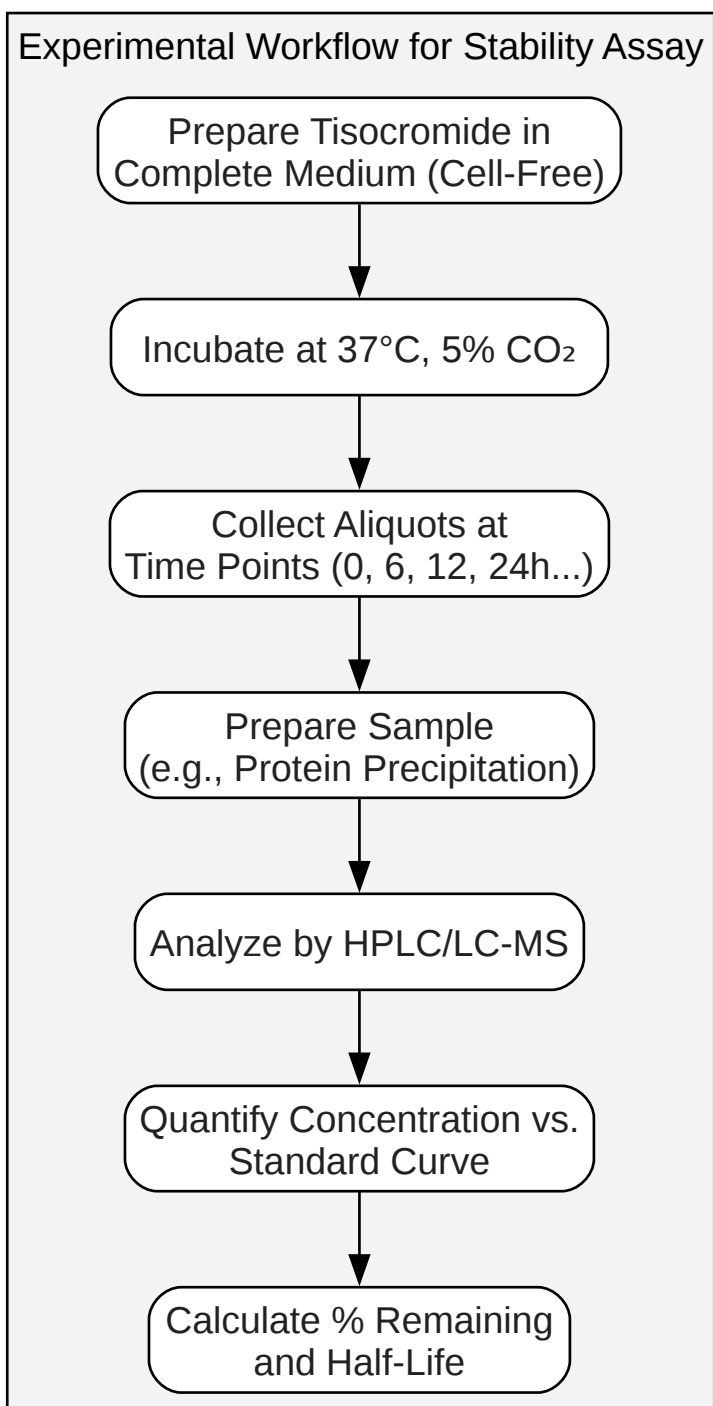 Experimental Workflow for Stability Assay
Prepare Tisocromide in
Complete Medium (Cell-Free)
Incubate at 37°C, 5% CO₂
Collect Aliquots at
Time Points (0, 6, 12, 24h...)
Prepare Sample
(e.g., Protein Precipitation)
Analyze by HPLC/LC-MS
Quantify Concentration vs.
Standard Curve
Calculate % Remaining
and Half-Life